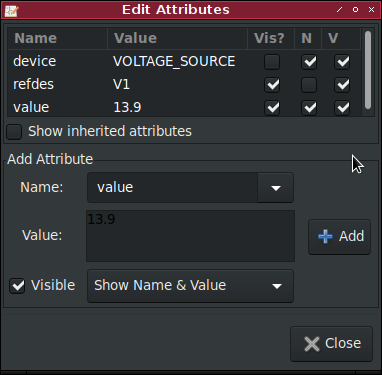 Edit Attributes
Name Value Vis? N V
device VOLTAGE_SOURCE
refdes V1
value 13.9
Show inherited attributes
Add Attribute
Name: value
Value: 13.9
Add
Visible Show Name & Value
Close